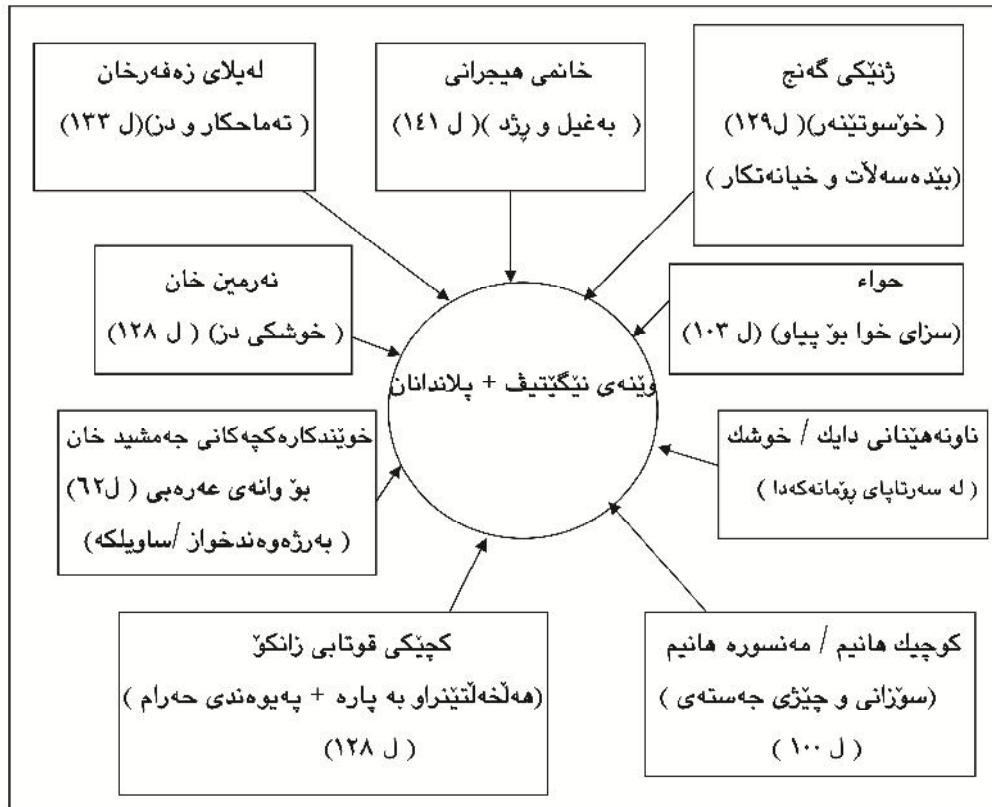 ژنێکی گەنج
( خۆسوتێنەر)( ل١٢٩)
(بێدەسەڵات و خیانەتکار )
خانمی هیجرانی
( بەغیل و ڕژد )( ل ١٤١)
لەیلای زەفەرخان
( تەماحکار و دز)(ل ١٣٣)
حواء
(سزای خوا بۆ پیاو) (ل ١٠٣)
نەرمین خان
( خوشکی دز) ( ل ١٢٨)
وێنەی نێگێتیڤ + پلاندانان
ناونەهێنانی دایك / خوشك
( لە سەرتاپای ڕۆمانەکەدا )
خوێندکارەکچەکانی جەمشید خان
بۆ وانەی عەرەبی ( ل٦٢)
( بەرژەوەندخواز /ساویلکە)
کوچیك هانیم / مەنسورە هانیم
(سۆزانی و چێژی جەستەی )
( ل ١٠٠ )
کچێکی قوتابی زانکۆ
(هەڵخەڵتێنراو بە پارە + پەیوەندی حەرام )
( ل ١٢٨)